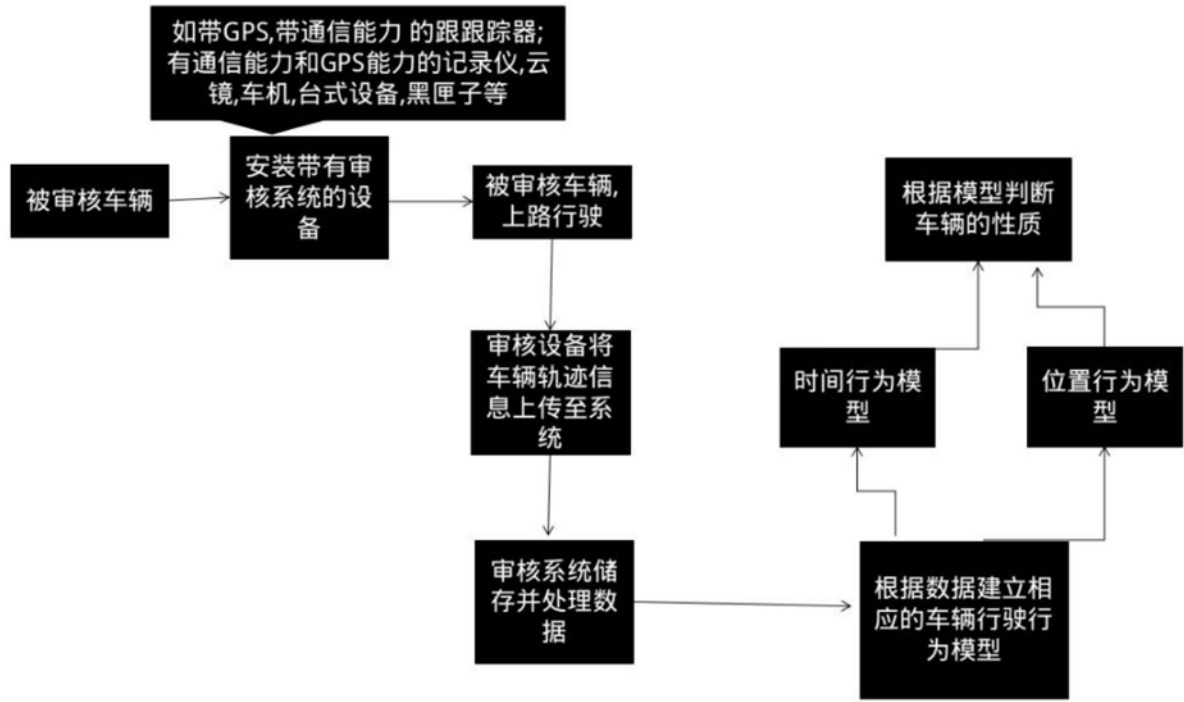 如带GPS,带通信能力 的跟跟踪器;
有通信能力和GPS能力的记录仪,云
镜,车机,台式设备,黑匣子等
被审核车辆
安装带有审
核系统的设
备
被审核车辆,
上路行驶
审核设备将
车辆轨迹信
息上传至系
统
审核系统储
存并处理数
据
根据数据建立相
应的车辆行驶行
为模型
时间行为模
型
位置行为模
型
根据模型判断
车辆的性质